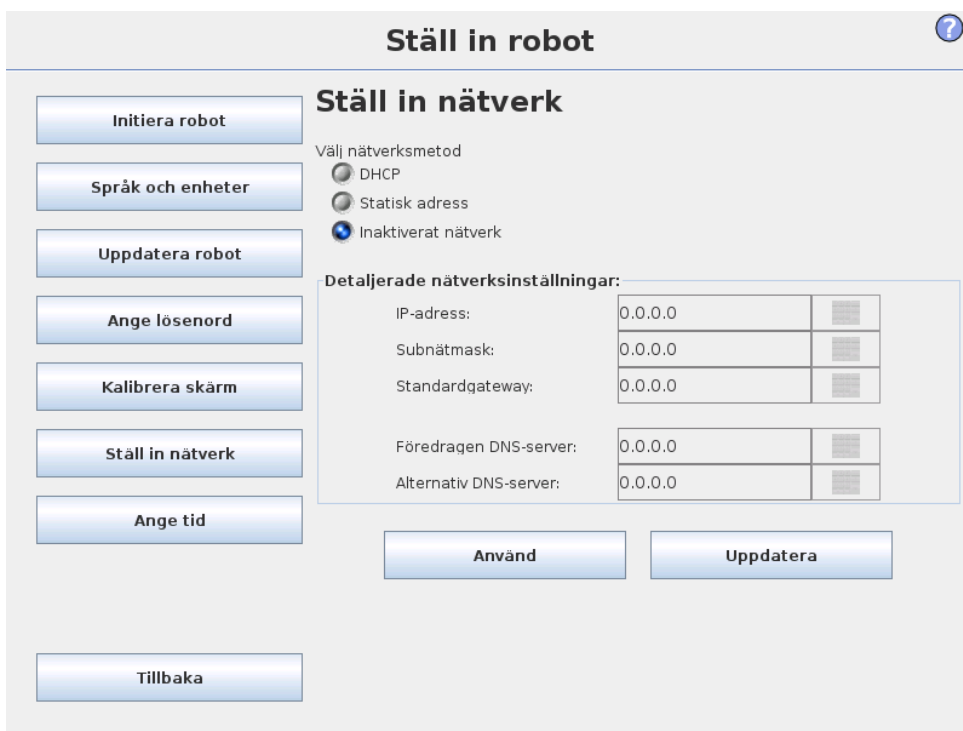 Ställ in robot
?
Initiera robot
Språk och enheter
Uppdatera robot
Ange lösenord
Kalibrera skärm
Ställ in nätverk
Ange tid
Tillbaka
Ställ in nätverk
Välj nätverksmetod
DHCP
Statisk adress
Inaktiverat nätverk
Detaljerade nätverksinställningar:
IP-adress: 0.0.0.0
Subnätmask: 0.0.0.0
Standardgateway: 0.0.0.0
Föredragen DNS-server: 0.0.0.0
Alternativ DNS-server: 0.0.0.0
Använd Uppdatera